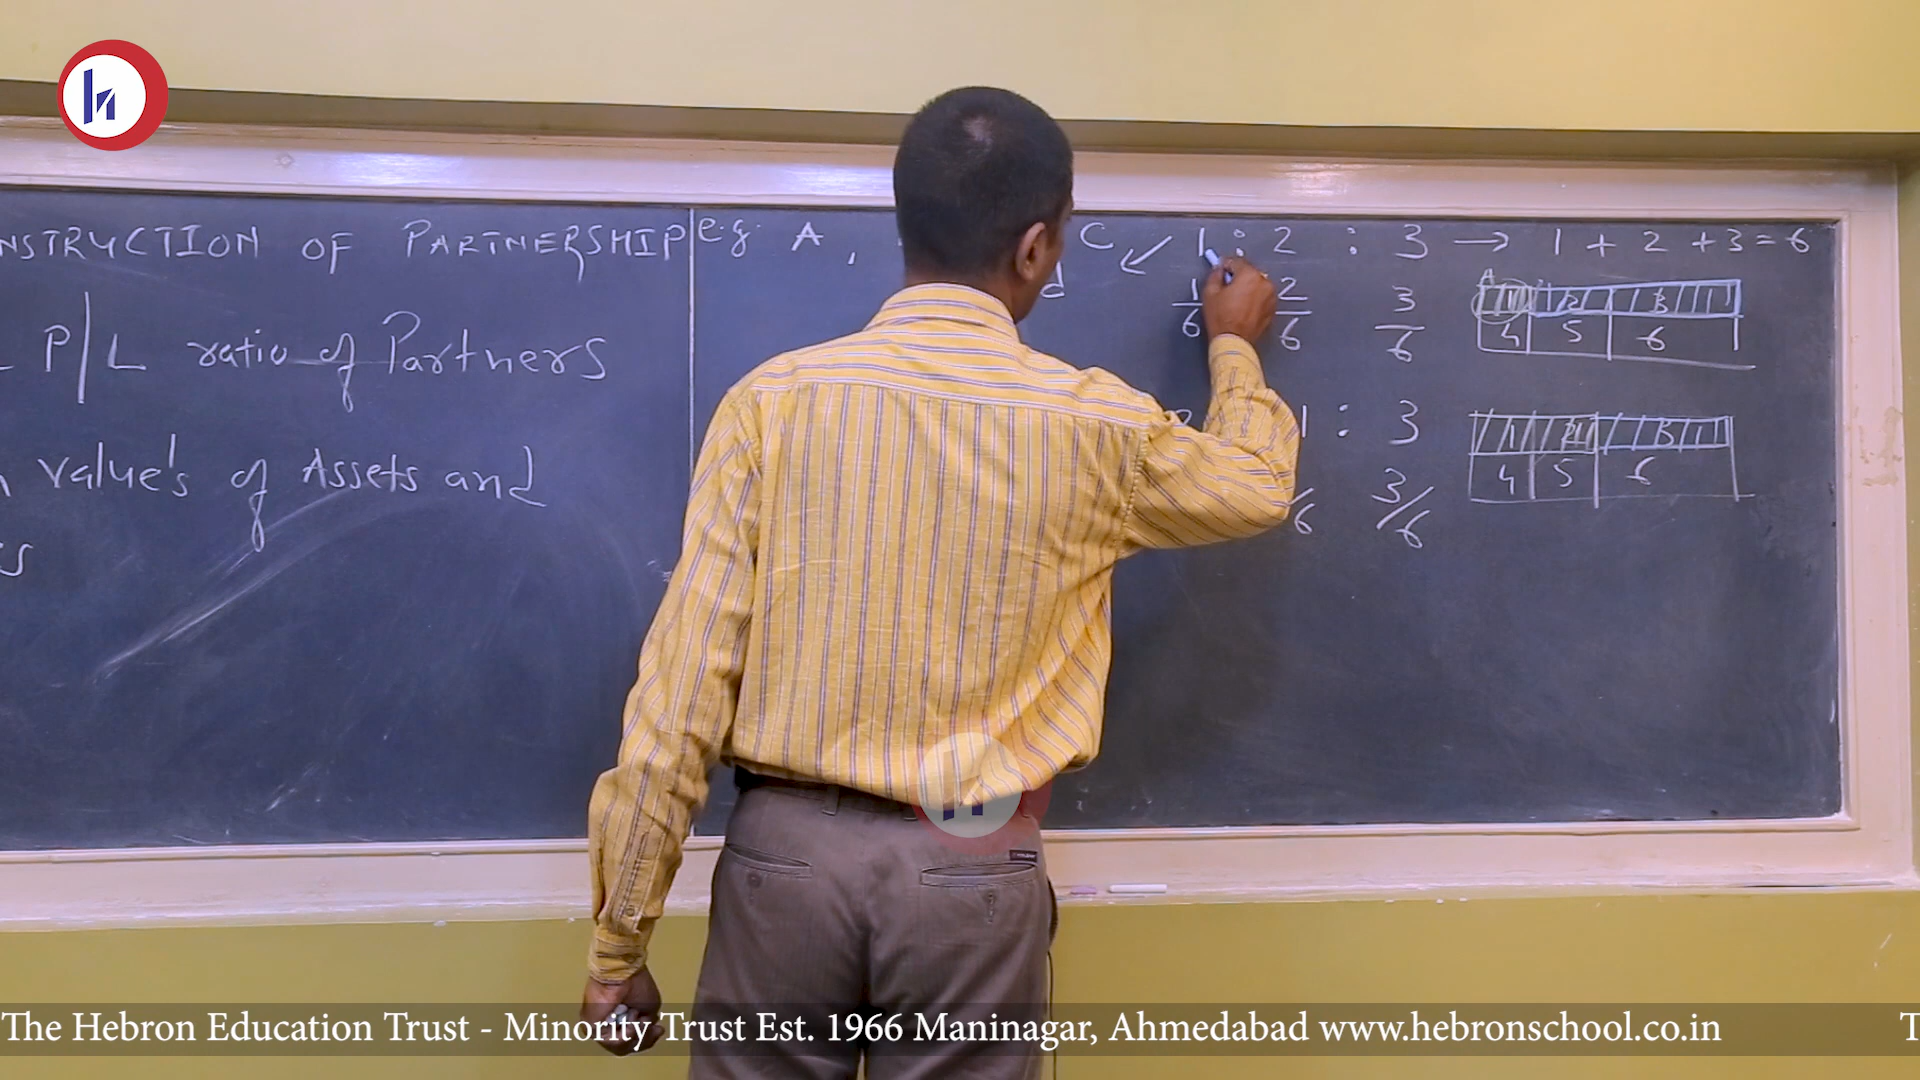 NSTRUCTION OF PARTNERSHIP
P/L ratio of Partners
values of Assets and
e.g. A , C 1 : 2 : 3 → 1 + 2 + 3 = 6
d
1/6 2/6 3/6
A
1 2 3
4 5 6
1 : 3
6 3/6
1 2 3
4 5 6
The Hebron Education Trust - Minority Trust Est. 1966 Maninagar, Ahmedabad www.hebronschool.co.in T